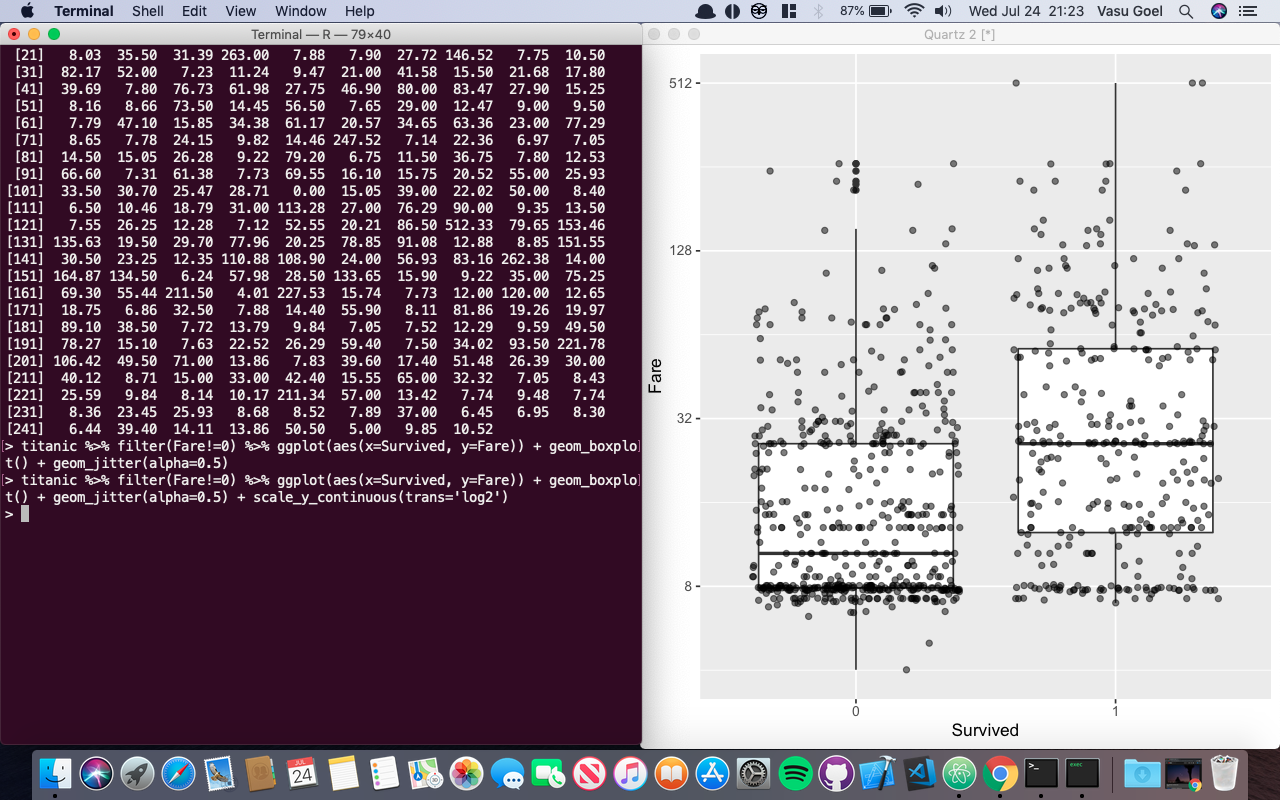 Terminal Shell Edit View Window Help 87% Wed Jul 24 21:23 Vasu Goel
Terminal — R — 79×40
[21] 8.03 35.50 31.39 263.00 7.88 7.90 27.72 146.52 7.75 10.50
[31] 82.17 52.00 7.23 11.24 9.47 21.00 41.58 15.50 21.68 17.80
[41] 39.69 7.80 76.73 61.98 27.75 46.90 80.00 83.47 27.90 15.25
[51] 8.16 8.66 73.50 14.45 56.50 7.65 29.00 12.47 9.00 9.50
[61] 7.79 47.10 15.85 34.38 61.17 20.57 34.65 63.36 23.00 77.29
[71] 8.65 7.78 24.15 9.82 14.46 247.52 7.14 22.36 6.97 7.05
[81] 14.50 15.05 26.28 9.22 79.20 6.75 11.50 36.75 7.80 12.53
[91] 66.60 7.31 61.38 7.73 69.55 16.10 15.75 20.52 55.00 25.93
[101] 33.50 30.70 25.47 28.71 0.00 15.05 39.00 22.02 50.00 8.40
[111] 6.50 10.46 18.79 31.00 113.28 27.00 76.29 90.00 9.35 13.50
[121] 7.55 26.25 12.28 7.12 52.55 20.21 86.50 512.33 79.65 153.46
[131] 135.63 19.50 29.70 77.96 20.25 78.85 91.08 12.88 8.85 151.55
[141] 30.50 23.25 12.35 110.88 108.90 24.00 56.93 83.16 262.38 14.00
[151] 164.87 134.50 6.24 57.98 28.50 133.65 15.90 9.22 35.00 75.25
[161] 69.30 55.44 211.50 4.01 227.53 15.74 7.73 12.00 120.00 12.65
[171] 18.75 6.86 32.50 7.88 14.40 55.90 8.11 81.86 19.26 19.97
[181] 89.10 38.50 7.72 13.79 9.84 7.05 7.52 12.29 9.59 49.50
[191] 78.27 15.10 7.63 22.52 26.29 59.40 7.50 34.02 93.50 221.78
[201] 106.42 49.50 71.00 13.86 7.83 39.60 17.40 51.48 26.39 30.00
[211] 40.12 8.71 15.00 33.00 42.40 15.55 65.00 32.32 7.05 8.43
[221] 25.59 9.84 8.14 10.17 211.34 57.00 13.42 7.74 9.48 7.74
[231] 8.36 23.45 25.93 8.68 8.52 7.89 37.00 6.45 6.95 8.30
[241] 6.44 39.40 14.11 13.86 50.50 5.00 9.85 10.52
> titanic %>% filter(Fare!=0) %>% ggplot(aes(x=Survived, y=Fare)) + geom_boxplo
t() + geom_jitter(alpha=0.5)
> titanic %>% filter(Fare!=0) %>% ggplot(aes(x=Survived, y=Fare)) + geom_boxplo
t() + geom_jitter(alpha=0.5) + scale_y_continuous(trans='log2')
>
Quartz 2 [*]
512
128
32
8
Fare
0 1
Survived
JUL
24